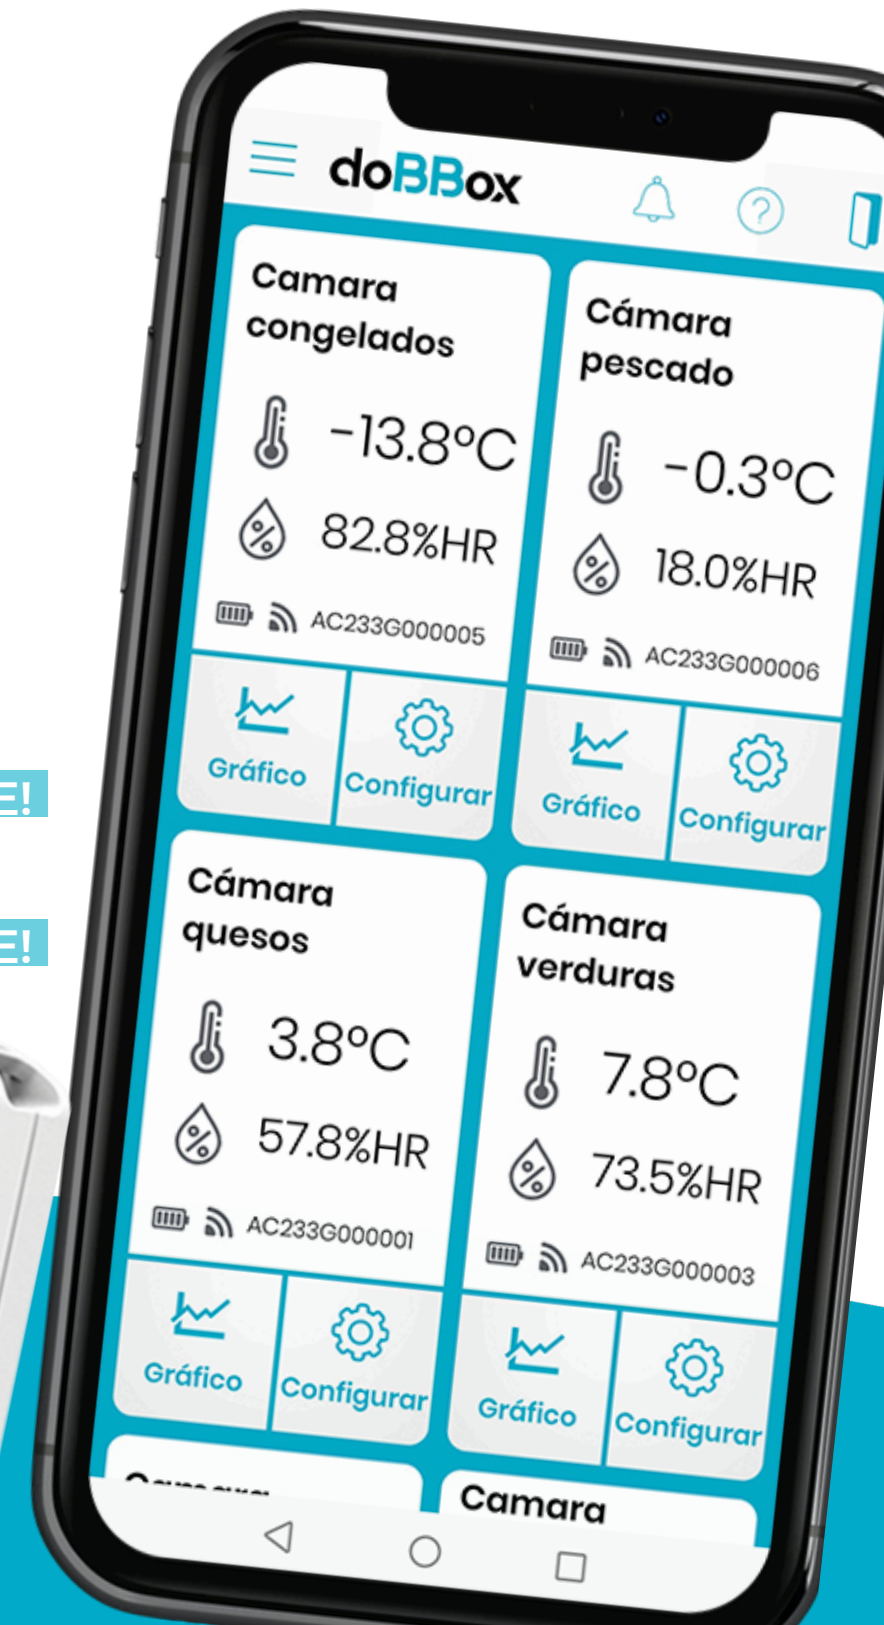 doBBox
Camara
congelados
-13.8°C
82.8%HR
AC233G000005
Gráfico
Configurar
Cámara
pescado
-0.3°C
18.0%HR
AC233G000006
Gráfico
Configurar
E!
E!
Cámara
quesos
3.8°C
57.8%HR
AC233G000001
Gráfico
Configurar
Cámara
verduras
7.8°C
73.5%HR
AC233G000003
Gráfico
Configurar
Camara